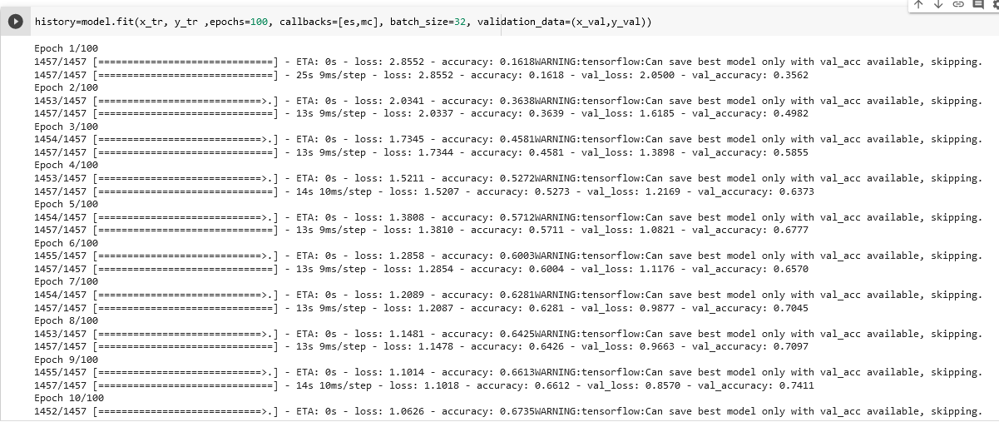 history=model.fit(x_tr, y_tr ,epochs=100, callbacks=[es,mc], batch_size=32, validation_data=(x_val,y_val))
Epoch 1/100
1457/1457 [==============================] - ETA: 0s - loss: 2.8552 - accuracy: 0.1618WARNING:tensorflow:Can save best model only with val_acc available, skipping.
1457/1457 [==============================] - 25s 9ms/step - loss: 2.8552 - accuracy: 0.1618 - val_loss: 2.0500 - val_accuracy: 0.3562
Epoch 2/100
1453/1457 [============================>.] - ETA: 0s - loss: 2.0341 - accuracy: 0.3638WARNING:tensorflow:Can save best model only with val_acc available, skipping.
1457/1457 [==============================] - 13s 9ms/step - loss: 2.0337 - accuracy: 0.3639 - val_loss: 1.6185 - val_accuracy: 0.4982
Epoch 3/100
1454/1457 [============================>.] - ETA: 0s - loss: 1.7345 - accuracy: 0.4581WARNING:tensorflow:Can save best model only with val_acc available, skipping.
1457/1457 [==============================] - 13s 9ms/step - loss: 1.7344 - accuracy: 0.4581 - val_loss: 1.3898 - val_accuracy: 0.5855
Epoch 4/100
1453/1457 [============================>.] - ETA: 0s - loss: 1.5211 - accuracy: 0.5272WARNING:tensorflow:Can save best model only with val_acc available, skipping.
1457/1457 [==============================] - 14s 10ms/step - loss: 1.5207 - accuracy: 0.5273 - val_loss: 1.2169 - val_accuracy: 0.6373
Epoch 5/100
1454/1457 [============================>.] - ETA: 0s - loss: 1.3808 - accuracy: 0.5712WARNING:tensorflow:Can save best model only with val_acc available, skipping.
1457/1457 [==============================] - 13s 9ms/step - loss: 1.3810 - accuracy: 0.5711 - val_loss: 1.0821 - val_accuracy: 0.6777
Epoch 6/100
1455/1457 [============================>.] - ETA: 0s - loss: 1.2858 - accuracy: 0.6003WARNING:tensorflow:Can save best model only with val_acc available, skipping.
1457/1457 [==============================] - 13s 9ms/step - loss: 1.2854 - accuracy: 0.6004 - val_loss: 1.1176 - val_accuracy: 0.6570
Epoch 7/100
1454/1457 [============================>.] - ETA: 0s - loss: 1.2089 - accuracy: 0.6281WARNING:tensorflow:Can save best model only with val_acc available, skipping.
1457/1457 [==============================] - 13s 9ms/step - loss: 1.2087 - accuracy: 0.6281 - val_loss: 0.9877 - val_accuracy: 0.7045
Epoch 8/100
1453/1457 [============================>.] - ETA: 0s - loss: 1.1481 - accuracy: 0.6425WARNING:tensorflow:Can save best model only with val_acc available, skipping.
1457/1457 [==============================] - 13s 9ms/step - loss: 1.1478 - accuracy: 0.6426 - val_loss: 0.9663 - val_accuracy: 0.7097
Epoch 9/100
1455/1457 [============================>.] - ETA: 0s - loss: 1.1014 - accuracy: 0.6613WARNING:tensorflow:Can save best model only with val_acc available, skipping.
1457/1457 [==============================] - 14s 10ms/step - loss: 1.1018 - accuracy: 0.6612 - val_loss: 0.8570 - val_accuracy: 0.7411
Epoch 10/100
1452/1457 [============================>.] - ETA: 0s - loss: 1.0626 - accuracy: 0.6735WARNING:tensorflow:Can save best model only with val_acc available, skipping.